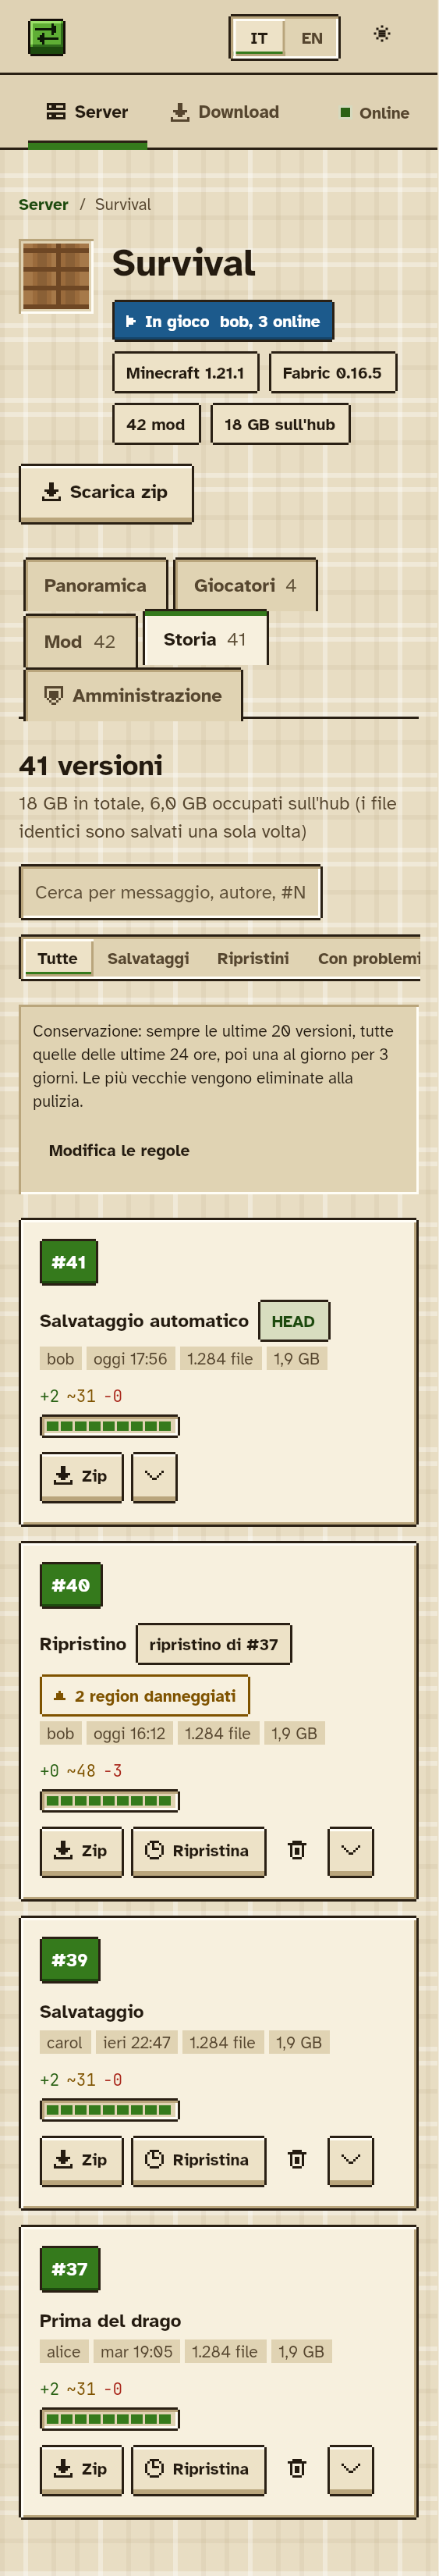 IT EN
Server Download Online
Server / Survival
Survival
In gioco bob, 3 online
Minecraft 1.21.1 Fabric 0.16.5
42 mod 18 GB sull'hub
Scarica zip
Panoramica Giocatori 4
Mod 42 Storia 41
Amministrazione
41 versioni
18 GB in totale, 6,0 GB occupati sull'hub (i file
identici sono salvati una sola volta)
Cerca per messaggio, autore, #N
Tutte Salvataggi Ripristini Con problemi
Conservazione: sempre le ultime 20 versioni, tutte
quelle delle ultime 24 ore, poi una al giorno per 3
giorni. Le più vecchie vengono eliminate alla
pulizia.
Modifica le regole
#41
Salvataggio automatico HEAD
bob oggi 17:56 1.284 file 1,9 GB
+2 ~31 -0
Zip
#40
Ripristino ripristino di #37
2 region danneggiati
bob oggi 16:12 1.284 file 1,9 GB
+0 ~48 -3
Zip Ripristina
#39
Salvataggio
carol ieri 22:47 1.284 file 1,9 GB
+2 ~31 -0
Zip Ripristina
#37
Prima del drago
alice mar 19:05 1.284 file 1,9 GB
+2 ~31 -0
Zip Ripristina